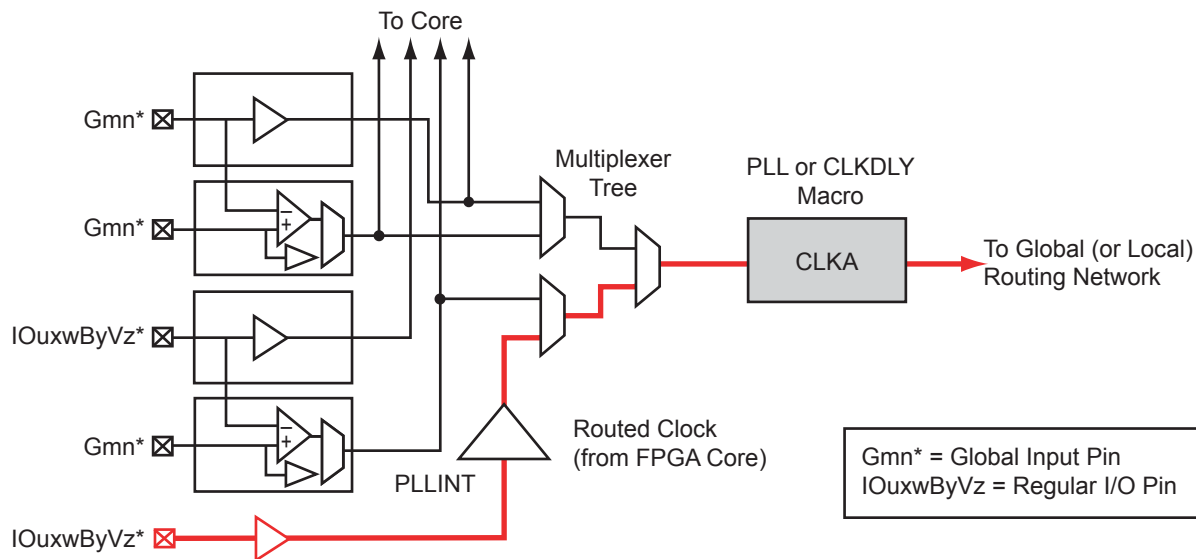 To Core
Gmn*
Multiplexer
Tree
PLL or CLKDLY
Macro
Gmn*
−
+
CLKA
To Global (or Local)
Routing Network
IOuxwByVz*
Gmn*
−
+
Routed Clock
(from FPGA Core)
PLLINT
Gmn* = Global Input Pin
IOuxwByVz = Regular I/O Pin
IOuxwByVz*